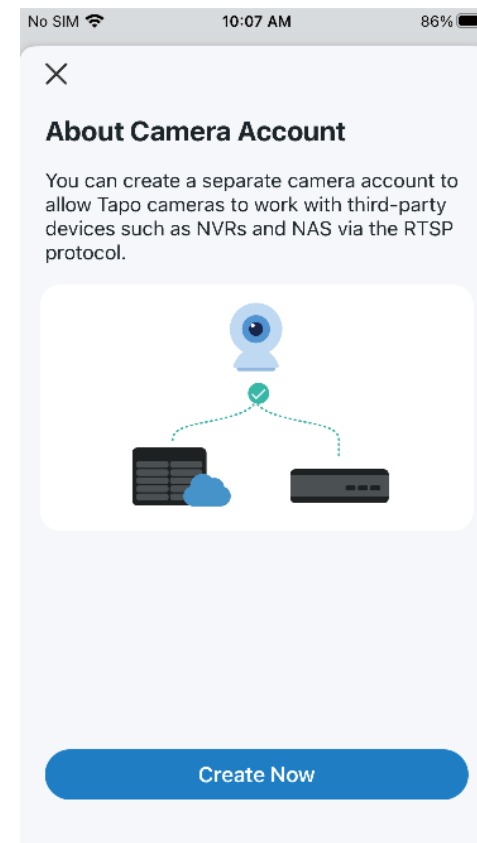 No SIM 10:07 AM 86%
About Camera Account
You can create a separate camera account to
allow Tapo cameras to work with third-party
devices such as NVRs and NAS via the RTSP
protocol.
Create Now